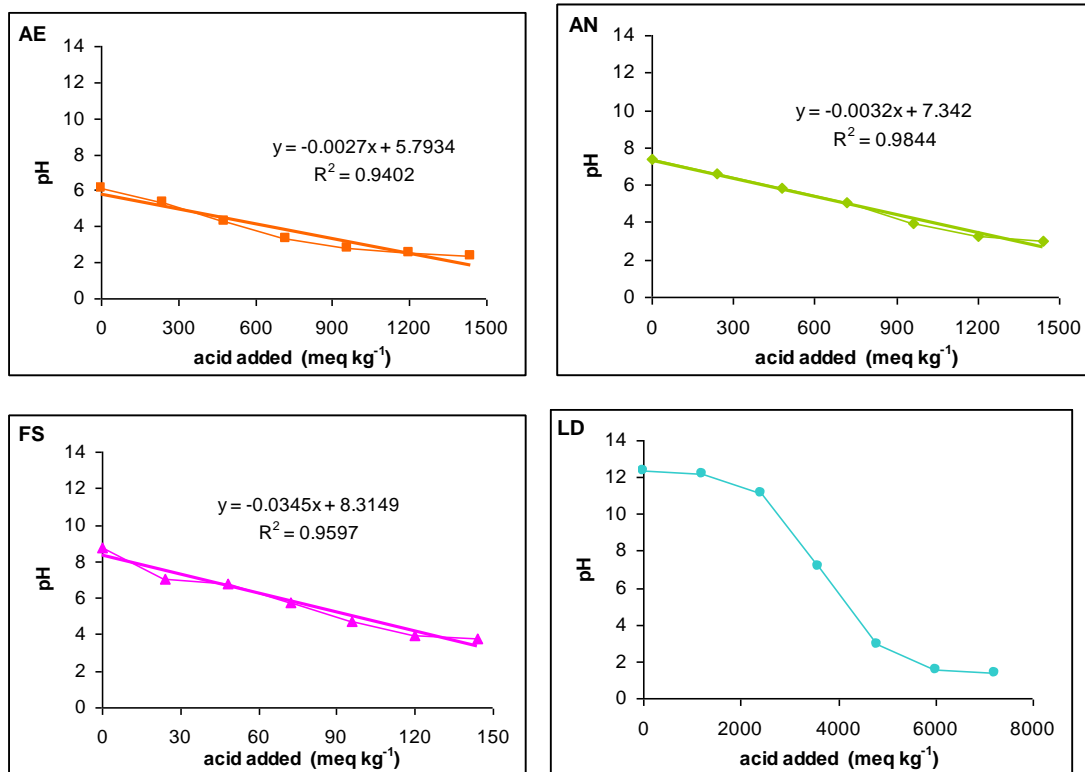 AE
14
12
10
8
6
4
2
0
pH
y = -0.0027x + 5.7934
R² = 0.9402
0 300 600 900 1200 1500
acid added (meq kg⁻¹)
AN
14
12
10
8
6
4
2
0
pH
y = -0.0032x + 7.342
R² = 0.9844
0 300 600 900 1200 1500
acid added (meq kg⁻¹)
FS
14
12
10
8
6
4
2
0
pH
y = -0.0345x + 8.3149
R² = 0.9597
0 30 60 90 120 150
acid added (meq kg⁻¹)
LD
14
12
10
8
6
4
2
0
pH
0 2000 4000 6000 8000
acid added (meq kg⁻¹)